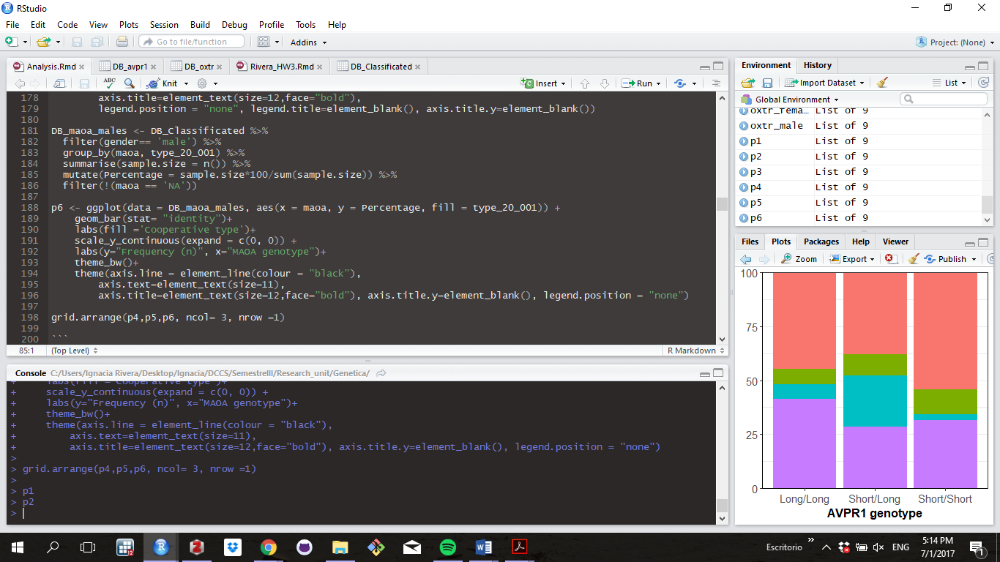 RStudio
File Edit Code View Plots Session Build Debug Profile Tools Help
Go to file/function Addins Project: (None)
Analysis.Rmd DB_avpr1 DB_oxtr Rivera_HW3.Rmd DB_Classificated
ABC Knit Insert Run
178 axis.title=element_text(size=12,face="bold"),
179 legend.position = "none", legend.title=element_blank(), axis.title.y=element_blank())
180
181 DB_maoa_males <- DB_Classificated %>%
182 filter(gender== 'male') %>%
183 group_by(maoa, type_20_001) %>%
184 summarise(sample.size = n()) %>%
185 mutate(Percentage = sample.size*100/sum(sample.size)) %>%
186 filter(!(maoa == 'NA'))
187
188 p6 <- ggplot(data = DB_maoa_males, aes(x = maoa, y = Percentage, fill = type_20_001)) +
189 geom_bar(stat= "identity")+
190 labs(fill ='Cooperative type')+
191 scale_y_continuous(expand = c(0, 0)) +
192 labs(y="Frequency (n)", x="MAOA genotype")+
193 theme_bw()+
194 theme(axis.line = element_line(colour = "black"),
195 axis.text=element_text(size=11),
196 axis.title=element_text(size=12,face="bold"), axis.title.y=element_blank(), legend.position = "none")
197
198 grid.arrange(p4,p5,p6, ncol= 3, nrow =1)
199
200 ```
85:1 (Top Level) R Markdown
Console C:/Users/Ignacia Rivera/Desktop/Ignacia/DCCS/SemestreIII/Research_unit/Genetica/
+ labs(fill ='Cooperative type')+
+ scale_y_continuous(expand = c(0, 0)) +
+ labs(y="Frequency (n)", x="MAOA genotype")+
+ theme_bw()+
+ theme(axis.line = element_line(colour = "black"),
+ axis.text=element_text(size=11),
+ axis.title=element_text(size=12,face="bold"), axis.title.y=element_blank(), legend.position = "none")
>
> grid.arrange(p4,p5,p6, ncol= 3, nrow =1)
>
> p1
> p2
>
Environment History
Import Dataset List
Global Environment
oxtr_fema… List of 9
oxtr_male List of 9
p1 List of 9
p2 List of 9
p3 List of 9
p4 List of 9
p5 List of 9
p6 List of 9
Files Plots Packages Help Viewer
Zoom Export Publish
100
75
50
25
0
Long/Long Short/Long Short/Short
AVPR1 genotype
12
Escritorio ENG
5:14 PM
7/1/2017
1